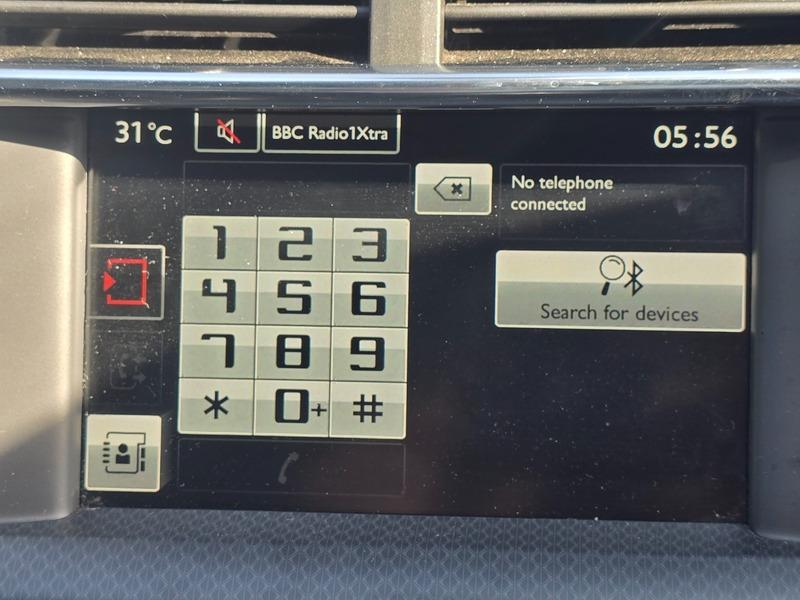 31°C
BBC Radio1Xtra
05:56
No telephone
connected
1 2 3
4 5 6
7 8 9
* 0+ #
Search for devices